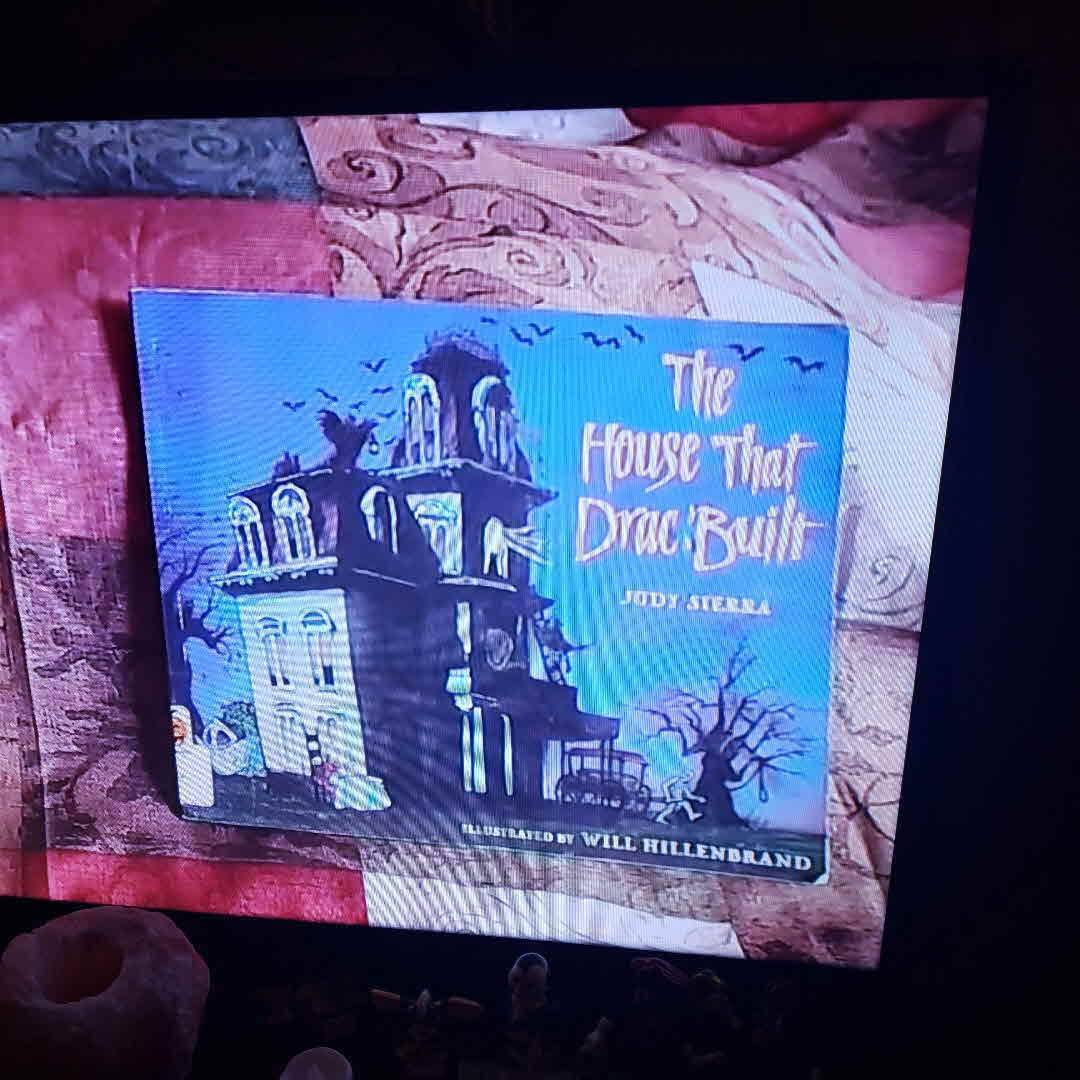 The
House That
Drac Built
JUDY SIERRA
ILLUSTRATED BY WILL HILLENBRAND